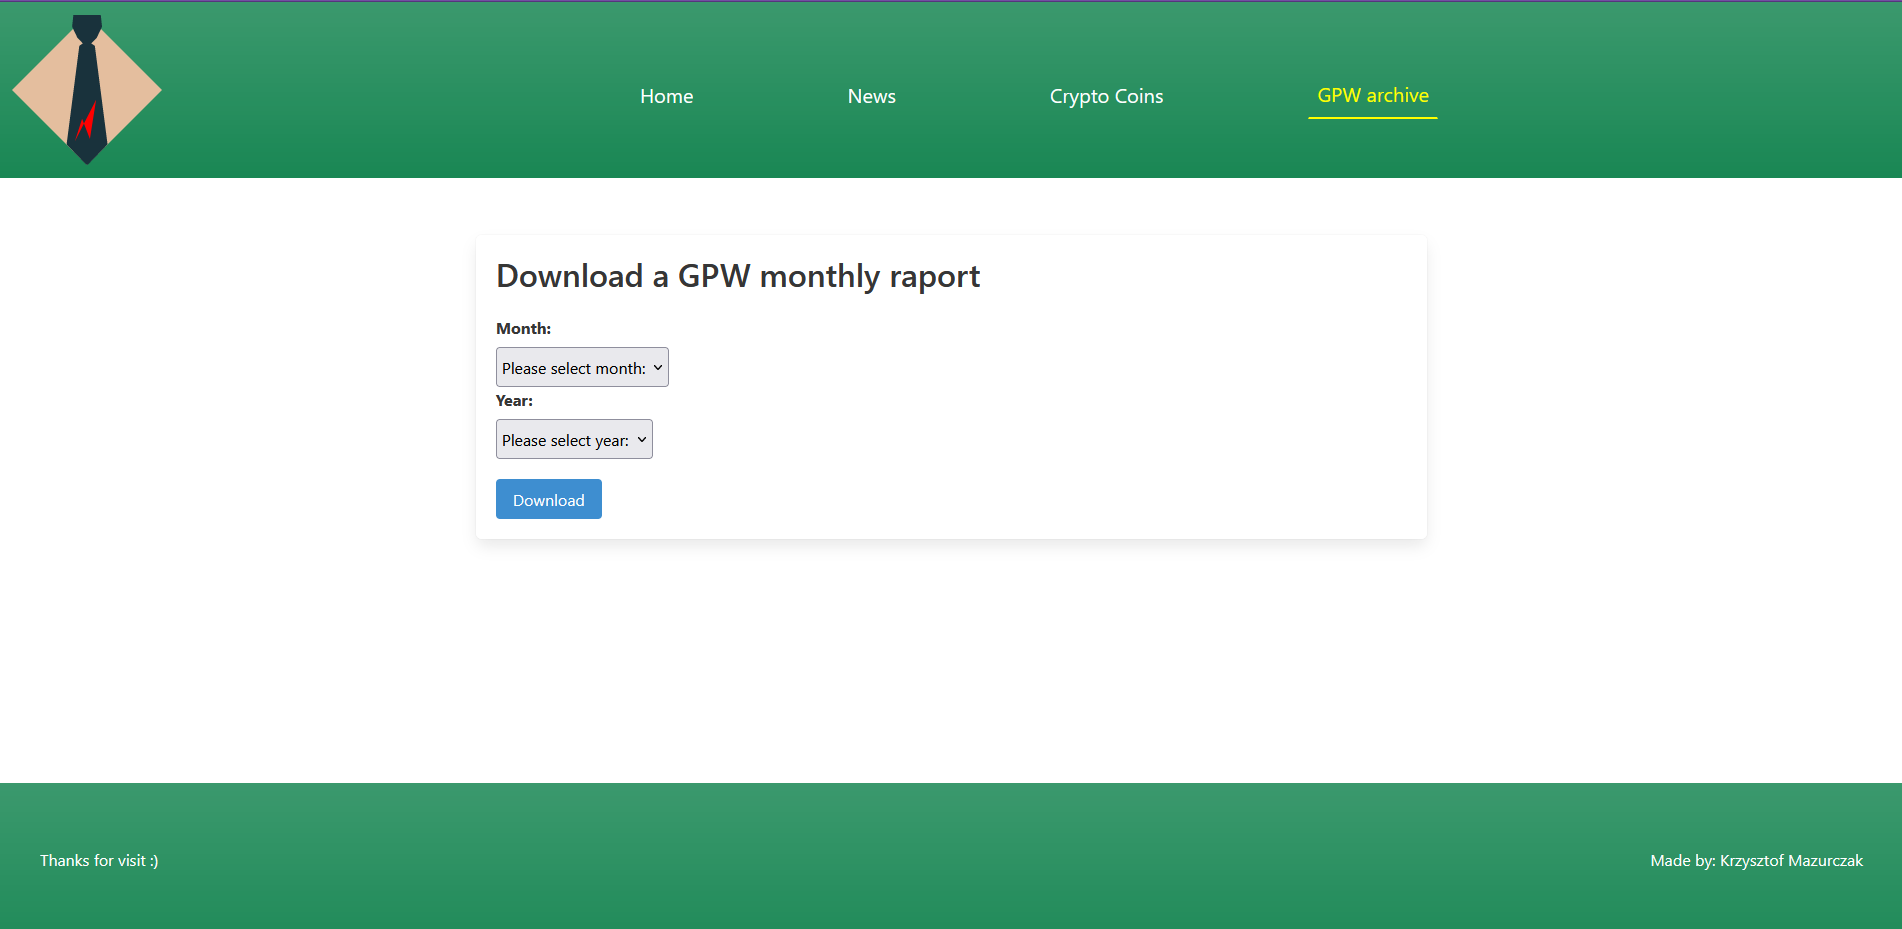 Home
News
Crypto Coins
GPW archive
Download a GPW monthly raport
Month:
Please select month:
Year:
Please select year:
Download
Thanks for visit :)
Made by: Krzysztof Mazurczak